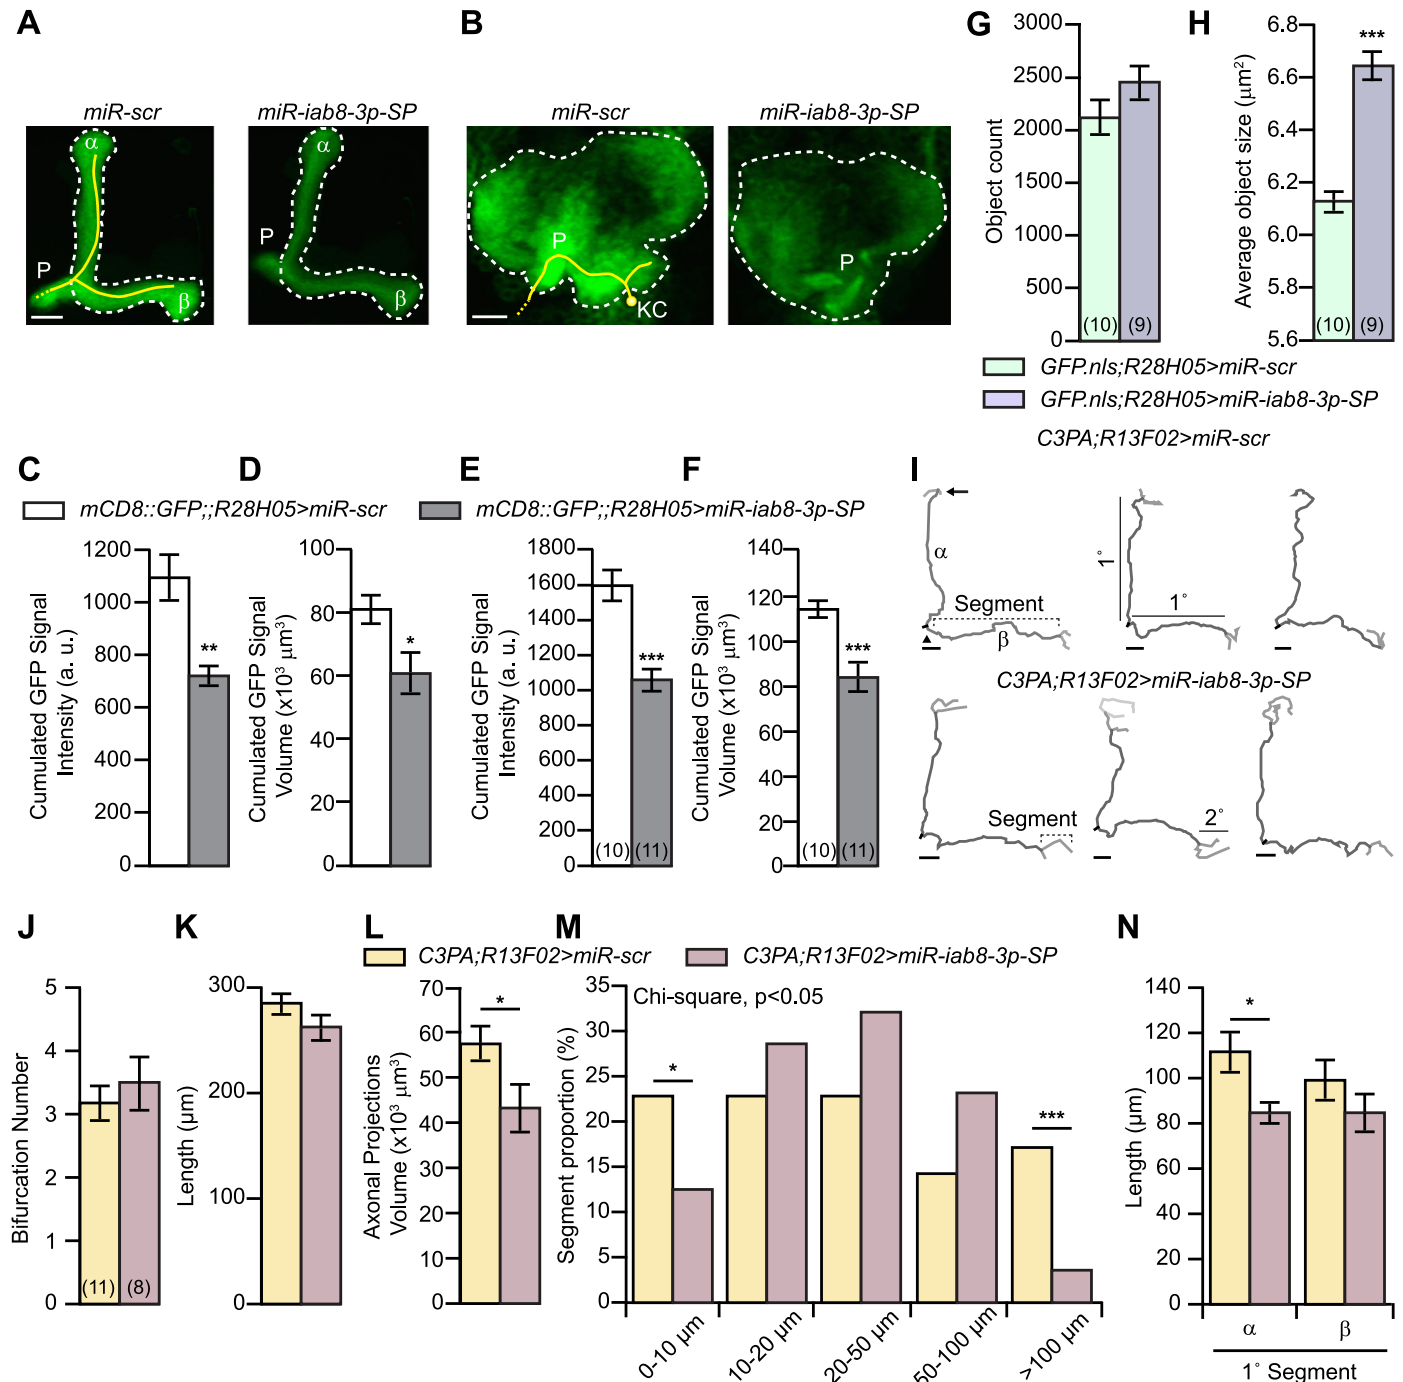 A
B
G
H
miR-scr
miR-iab8-3p-SP
miR-scr
miR-iab8-3p-SP
α
P
β
α
P
β
P
KC
P
Object count
3000
2500
2000
1500
1000
500
0
(10)
(9)
Average object size (µm²)
6.8
6.6
6.4
6.2
6.0
5.8
5.6
***
(10)
(9)
GFP.nls;R28H05>miR-scr
GFP.nls;R28H05>miR-iab8-3p-SP
C
D
E
F
I
mCD8::GFP;;R28H05>miR-scr
mCD8::GFP;;R28H05>miR-iab8-3p-SP
Cumulated GFP Signal
Intensity (a. u.)
1200
1000
800
600
400
200
0
**
Cumulated GFP Signal
Volume (x10³ µm³)
100
80
60
40
20
0
*
Cumulated GFP Signal
Intensity (a. u.)
1800
1600
1400
1200
1000
800
600
400
200
0
***
(10)
(11)
Cumulated GFP Signal
Volume (x10³ µm³)
140
120
100
80
60
40
20
0
***
(10)
(11)
C3PA;R13F02>miR-scr
α
Segment
β
1°
1°
C3PA;R13F02>miR-iab8-3p-SP
Segment
2°
J
K
L
M
N
C3PA;R13F02>miR-scr
C3PA;R13F02>miR-iab8-3p-SP
Bifurcation Number
5
4
3
2
1
0
(11)
(8)
Length (µm)
300
200
100
0
Axonal Projections
Volume (x10³ µm³)
70
60
50
40
30
20
10
0
*
Segment proportion (%)
35
30
25
20
15
10
5
0
Chi-square, p<0.05
*
***
0-10 µm
10-20 µm
20-50 µm
50-100 µm
>100 µm
Length (µm)
140
120
100
80
60
40
20
0
*
α
β
1° Segment